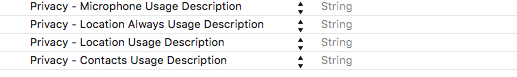 Privacy - Microphone Usage Description String
Privacy - Location Always Usage Description String
Privacy - Location Usage Description String
Privacy - Contacts Usage Description String